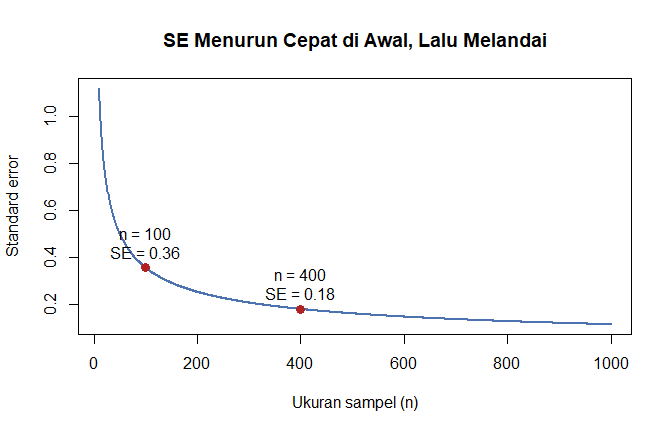 SE Menurun Cepat di Awal, Lalu Melandai
Standard error
1.0
0.8
0.6
0.4
0.2
n = 100
SE = 0.36
n = 400
SE = 0.18
0
200
400
600
800
1000
Ukuran sampel (n)